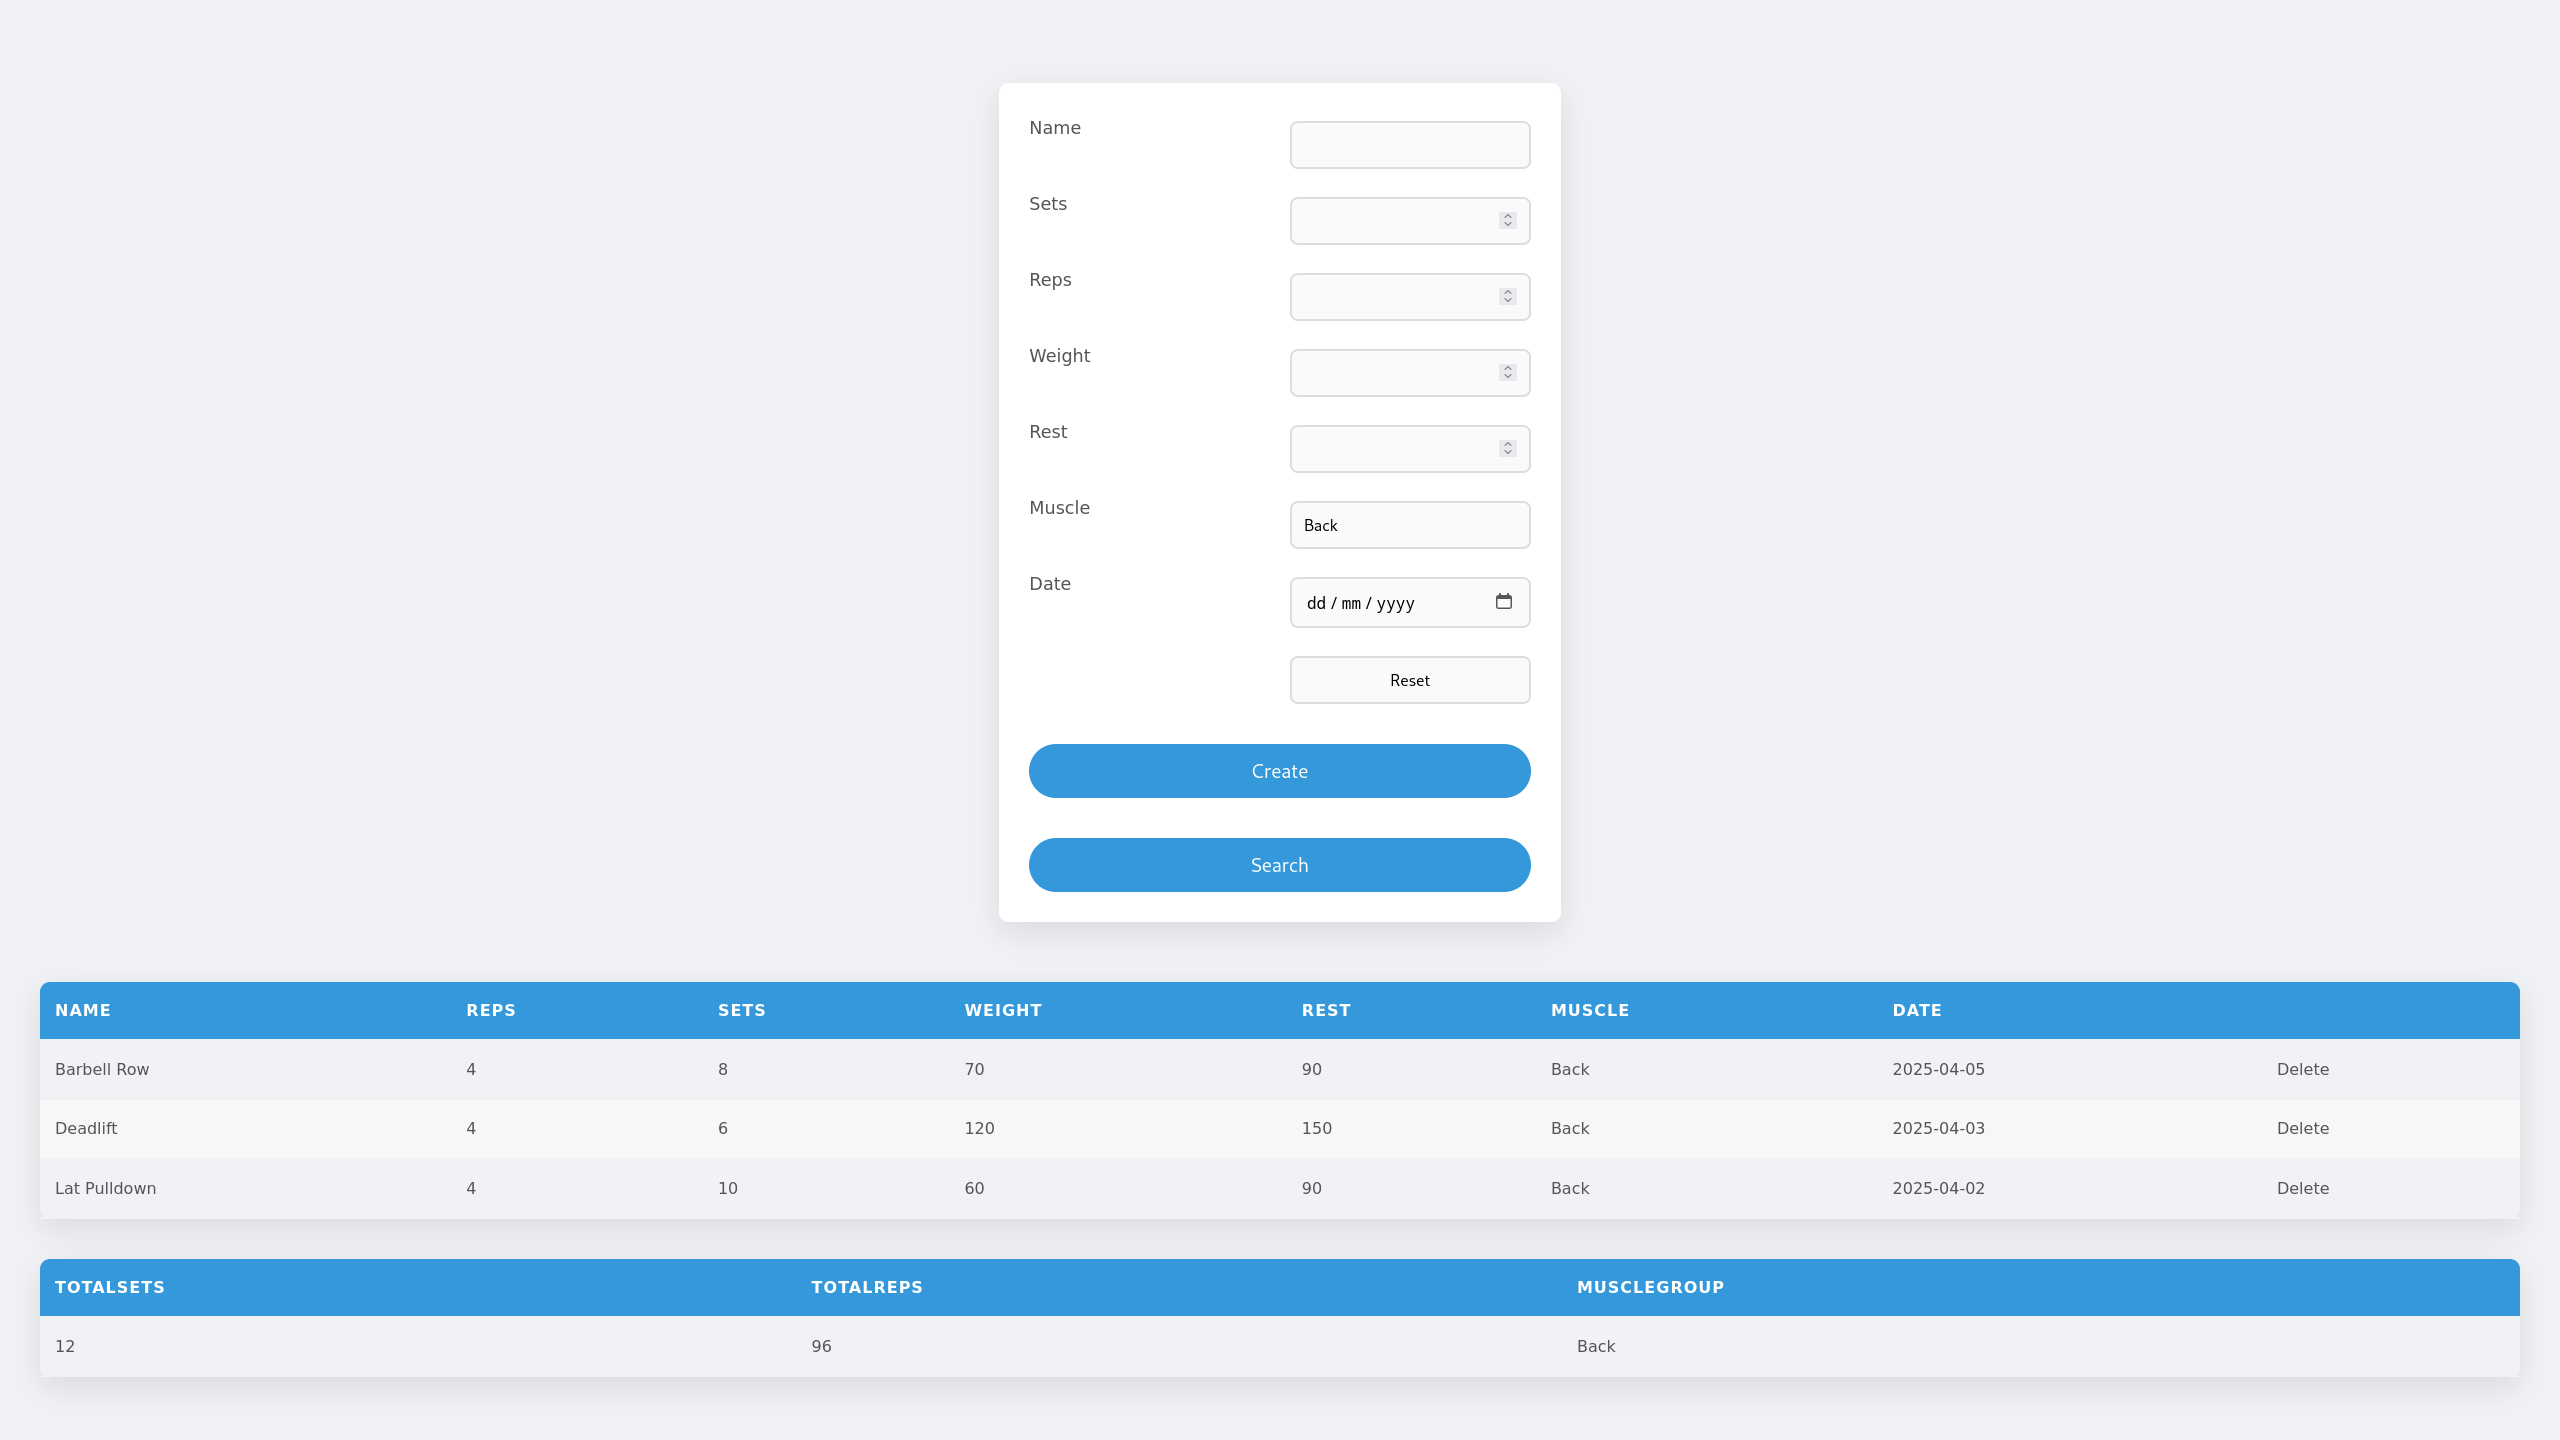 Name
Sets
Reps
Weight
Rest
Muscle Back
Date dd / mm / yyyy
Reset
Create
Search
NAME REPS SETS WEIGHT REST MUSCLE DATE
Barbell Row 4 8 70 90 Back 2025-04-05 Delete
Deadlift 4 6 120 150 Back 2025-04-03 Delete
Lat Pulldown 4 10 60 90 Back 2025-04-02 Delete
TOTALSETS TOTALREPS MUSCLEGROUP
12 96 Back